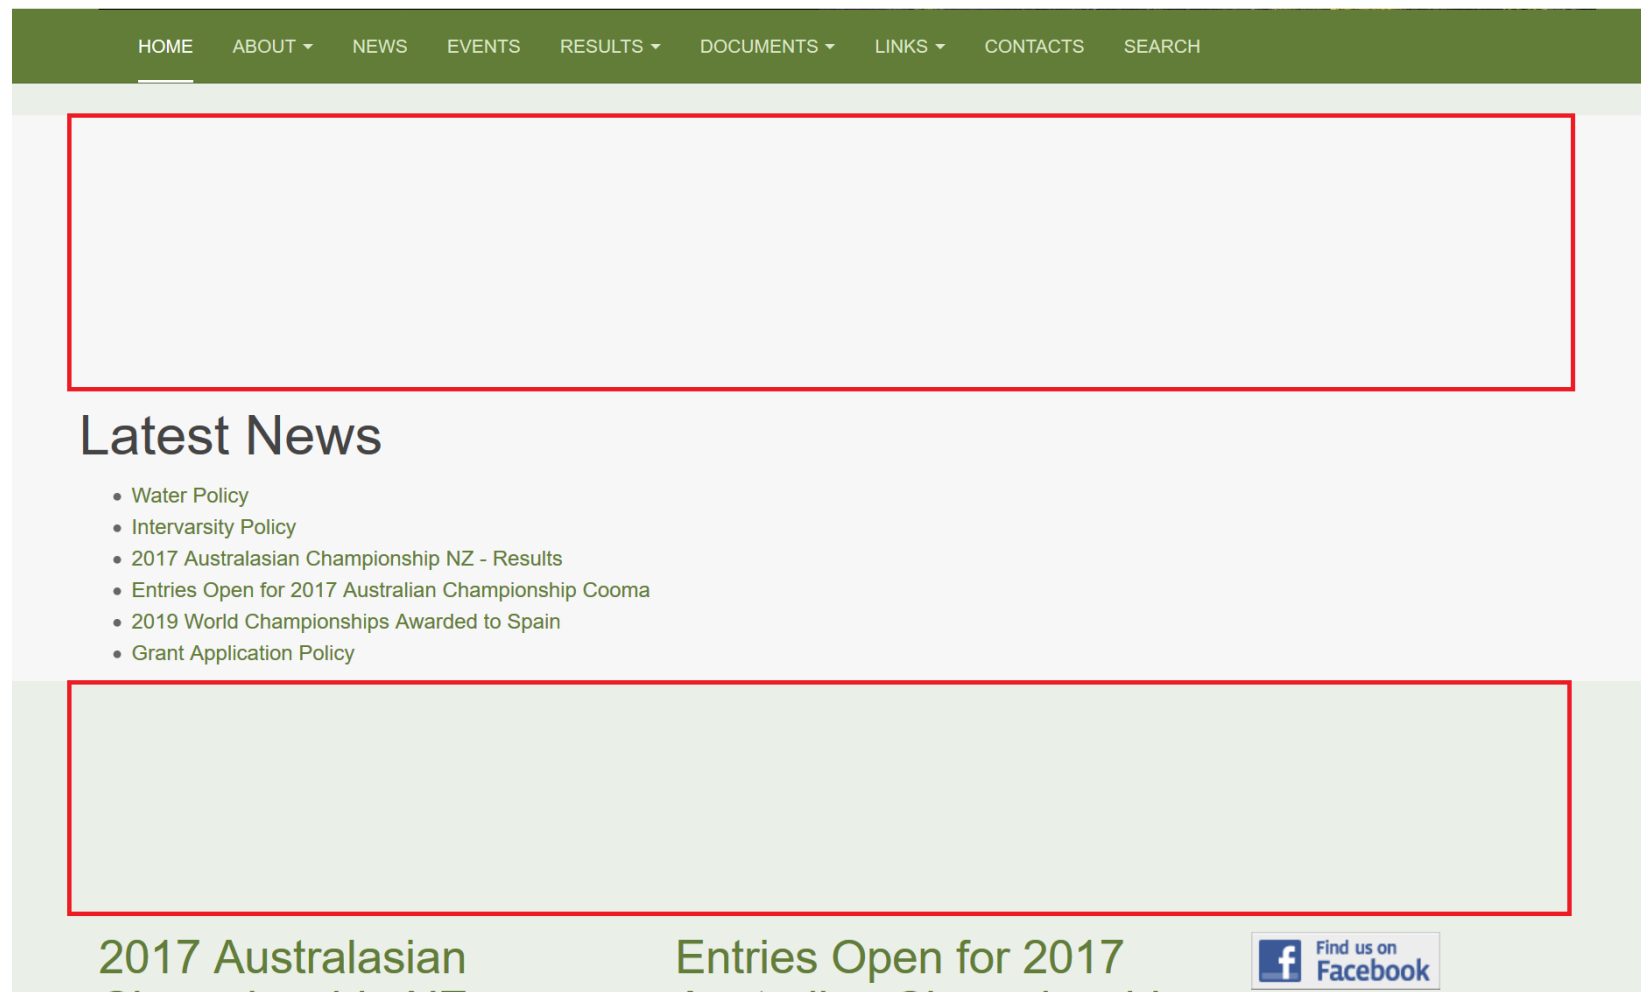 HOME ABOUT NEWS EVENTS RESULTS DOCUMENTS LINKS CONTACTS SEARCH
Latest News
Water Policy
Intervarsity Policy
2017 Australasian Championship NZ - Results
Entries Open for 2017 Australian Championship Cooma
2019 World Championships Awarded to Spain
Grant Application Policy
2017 Australasian
Entries Open for 2017
Find us on
Facebook